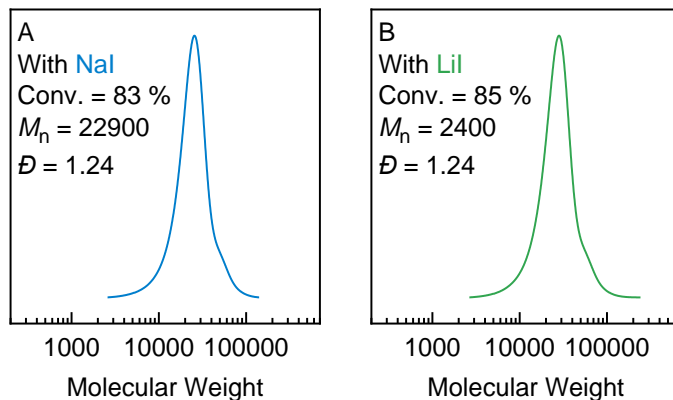 A
With NaI
Conv. = 83 %
Mn = 22900
Đ = 1.24
1000 10000 100000
Molecular Weight
B
With LiI
Conv. = 85 %
Mn = 2400
Đ = 1.24
1000 10000 100000
Molecular Weight